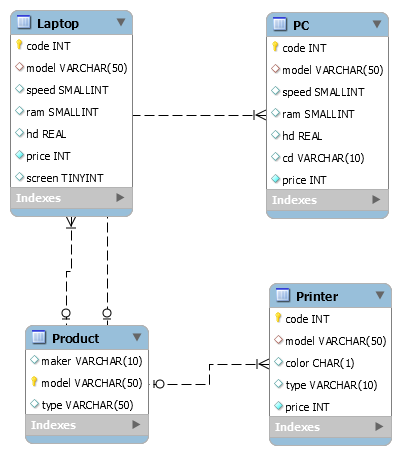 Laptop
code INT
model VARCHAR(50)
speed SMALLINT
ram SMALLINT
hd REAL
price INT
screen TINYINT
Indexes
PC
code INT
model VARCHAR(50)
speed SMALLINT
ram SMALLINT
hd REAL
cd VARCHAR(10)
price INT
Indexes
Product
maker VARCHAR(10)
model VARCHAR(50)
type VARCHAR(50)
Indexes
Printer
code INT
model VARCHAR(50)
color CHAR(1)
type VARCHAR(10)
price INT
Indexes